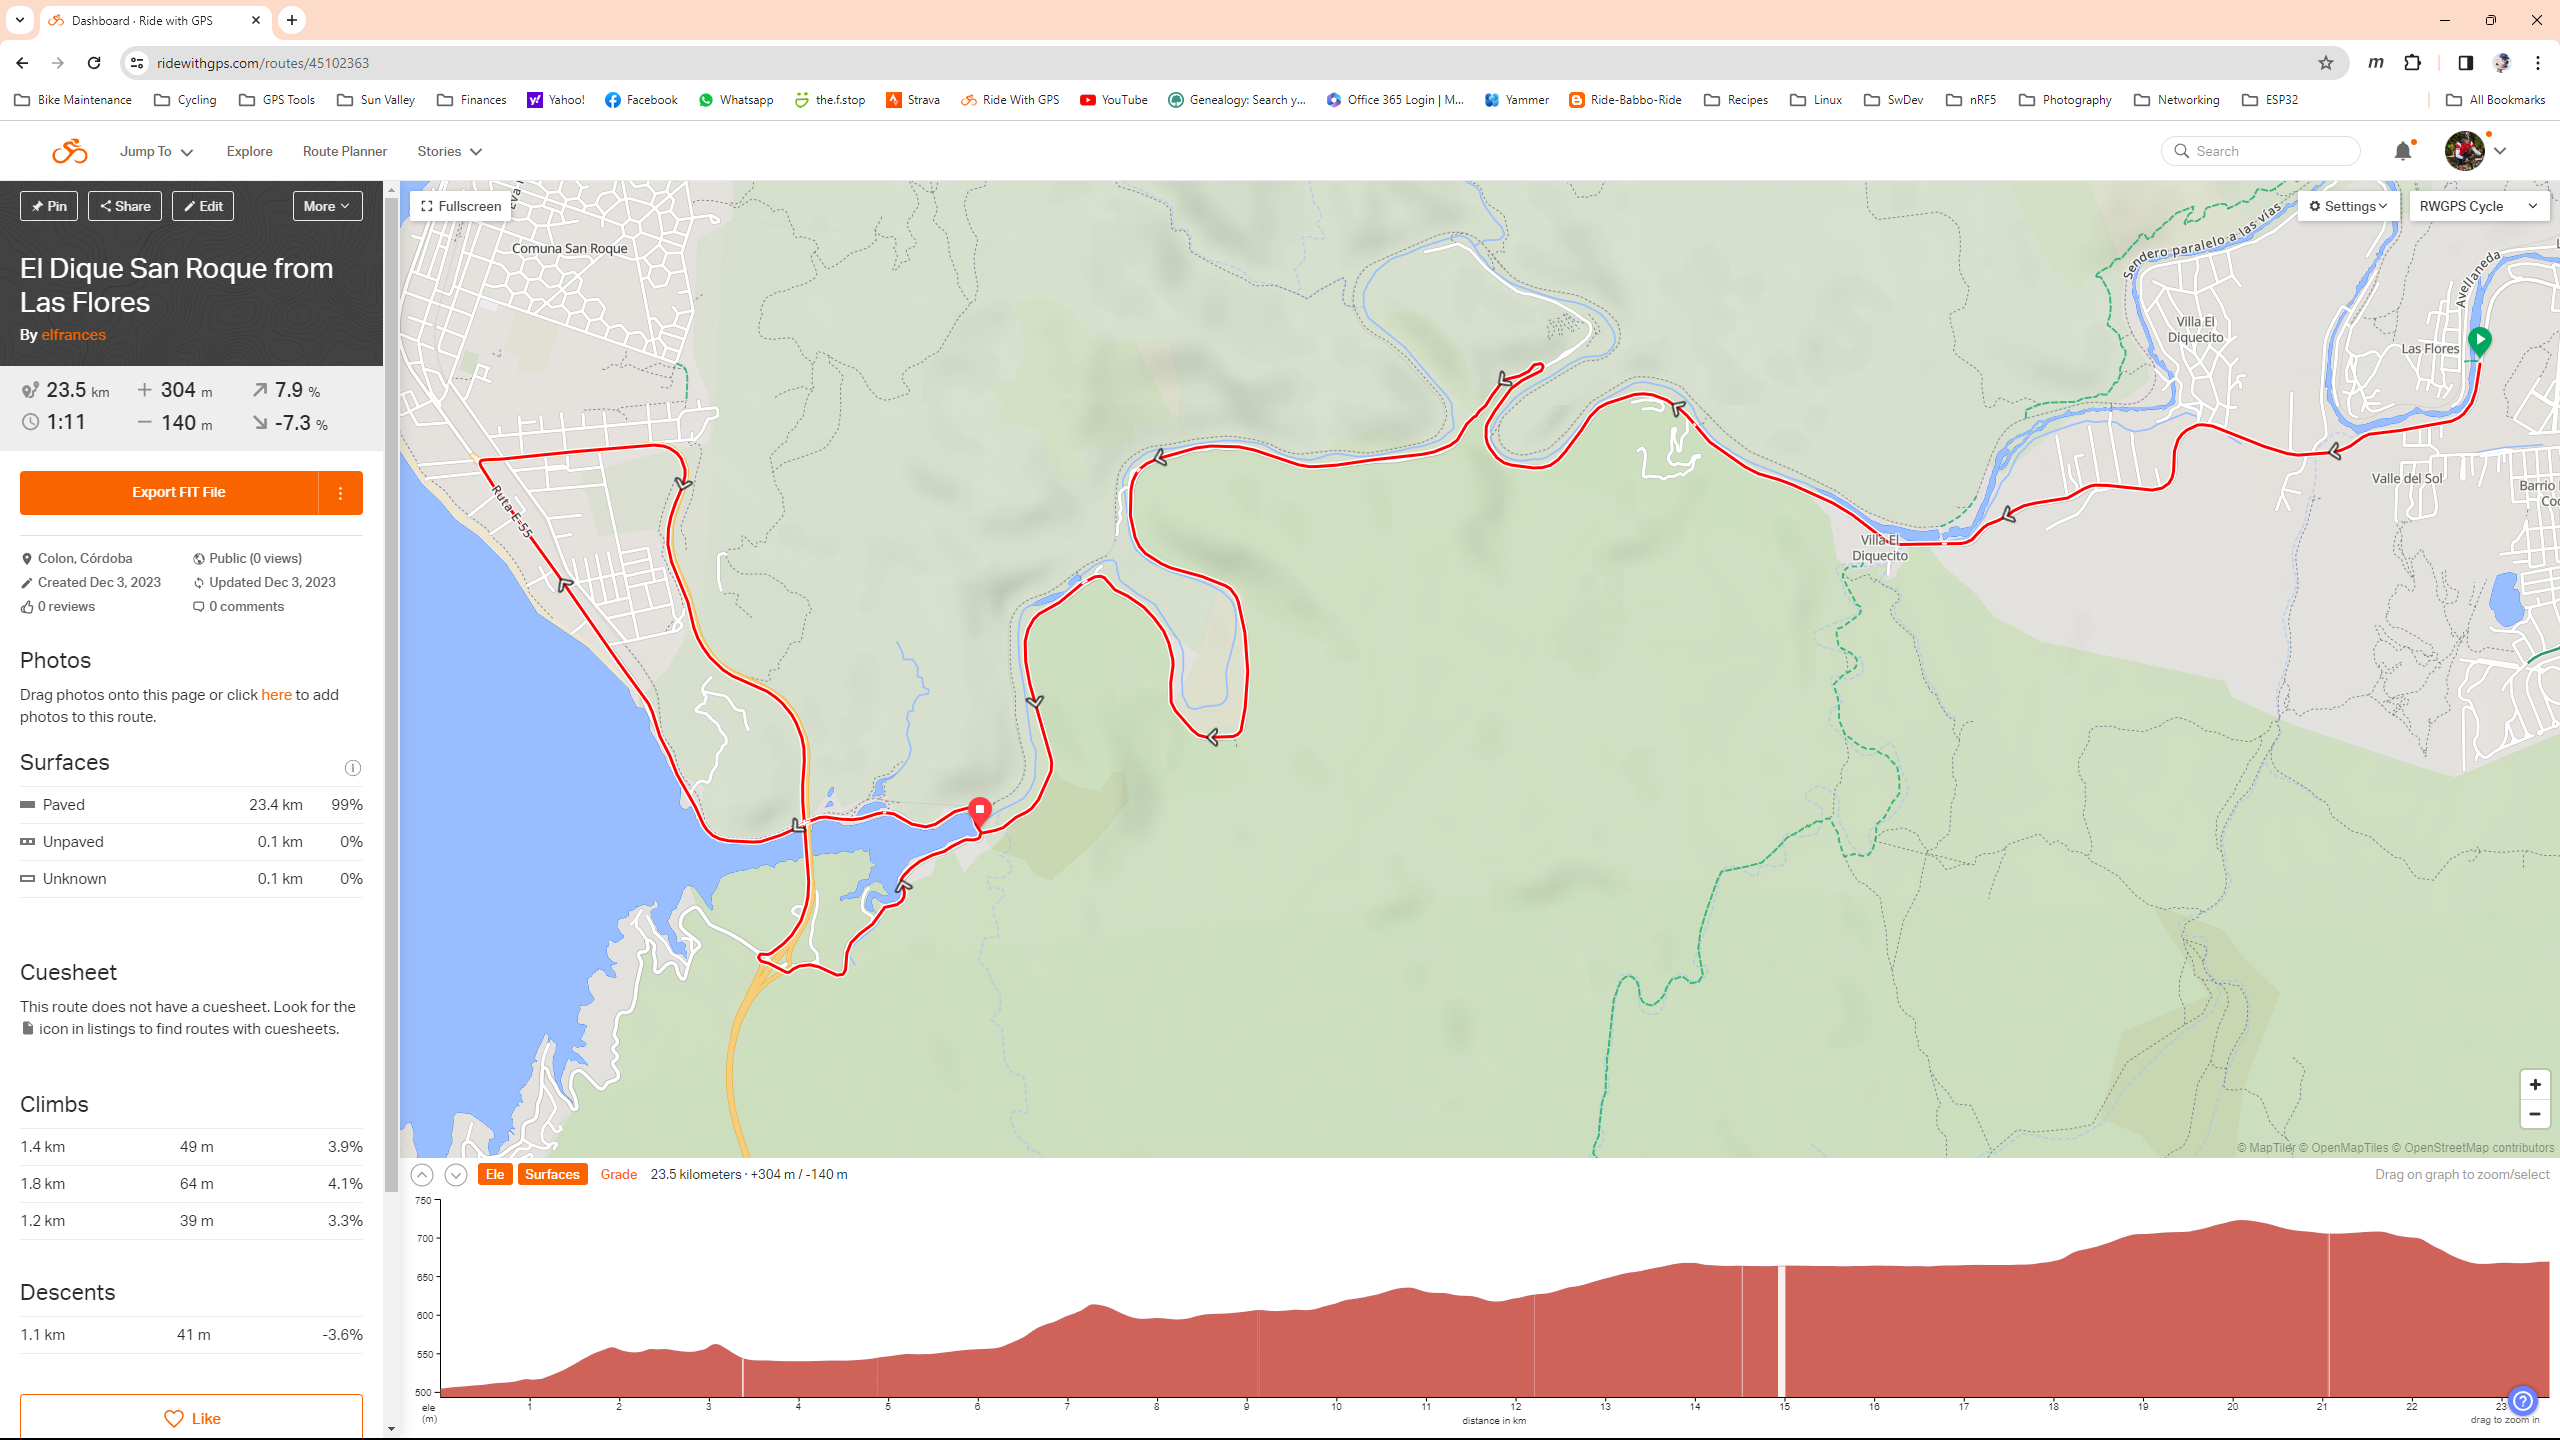 Dashboard · Ride with GPS
ridewithgps.com/routes/45102363
Bike Maintenance
Cycling
GPS Tools
Sun Valley
Finances
Yahoo!
Facebook
Whatsapp
the.f.stop
Strava
Ride With GPS
YouTube
Genealogy: Search y...
Office 365 Login | M...
Yammer
Ride-Babbo-Ride
Recipes
Linux
SwDev
nRF5
Photography
Networking
ESP32
All Bookmarks
Jump To
Explore
Route Planner
Stories
Search
Pin
Share
Edit
More
El Dique San Roque from
Las Flores
By elfrances
23.5 km
304 m
7.9 %
1:11
140 m
-7.3 %
Export FIT File
Colon, Córdoba
Public (0 views)
Created Dec 3, 2023
Updated Dec 3, 2023
0 reviews
0 comments
Photos
Drag photos onto this page or click here to add
photos to this route.
Surfaces
Paved 23.4 km 99%
Unpaved 0.1 km 0%
Unknown 0.1 km 0%
Cuesheet
This route does not have a cuesheet. Look for the
icon in listings to find routes with cuesheets.
Climbs
1.4 km 49 m 3.9%
1.8 km 64 m 4.1%
1.2 km 39 m 3.3%
Descents
1.1 km 41 m -3.6%
Like
Fullscreen
Settings
RWGPS Cycle
Comuna San Roque
Ruta E-55
Sendero paralelo a las vías
Avellaneda
Villa El
Diquecito
Las Flores
Valle del Sol
Barrio
Villa El
Diquecito
+
−
© MapTiler © OpenMapTiles © OpenStreetMap contributors
Ele
Surfaces
Grade
23.5 kilometers · +304 m / -140 m
Drag on graph to zoom/select
750
700
650
600
550
500
ele
(m)
1 2 3 4 5 6 7 8 9 10 11 12 13 14 15 16 17 18 19 20 21 22 23
distance in km
drag to zoom in